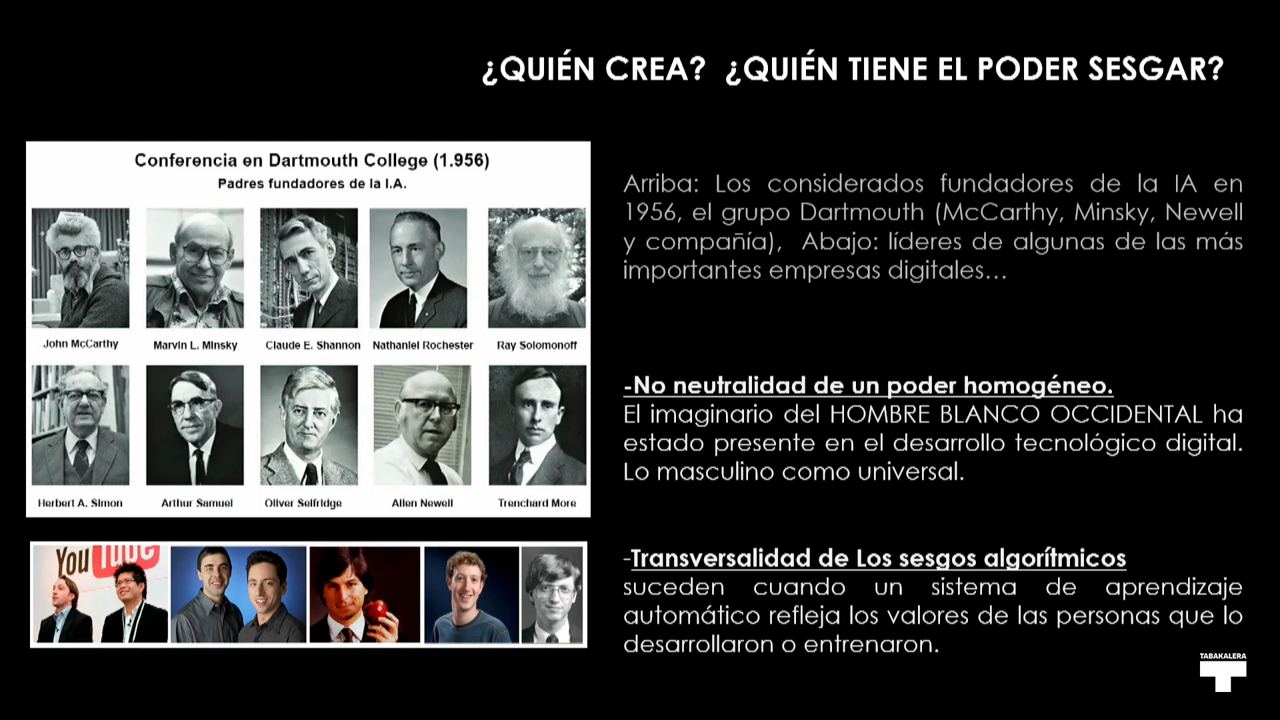 ¿QUIÉN CREA? ¿QUIÉN TIENE EL PODER SESGAR?
Conferencia en Dartmouth College (1.956)
Padres fundadores de la I.A.
John McCarthy
Marvin L. Minsky
Claude E. Shannon
Nathaniel Rochester
Ray Solomonoff
Herbert A. Simon
Arthur Samuel
Oliver Selfridge
Allen Newell
Trenchard More
You Tube
Arriba: Los considerados fundadores de la IA en
1956, el grupo Dartmouth (McCarthy, Minsky, Newell
y compañía), Abajo: líderes de algunas de las más
importantes empresas digitales...
-No neutralidad de un poder homogéneo.
El imaginario del HOMBRE BLANCO OCCIDENTAL ha
estado presente en el desarrollo tecnológico digital.
Lo masculino como universal.
-Transversalidad de Los sesgos algorítmicos
suceden cuando un sistema de aprendizaje
automático refleja los valores de las personas que lo
desarrollaron o entrenaron.
TABAKALERA